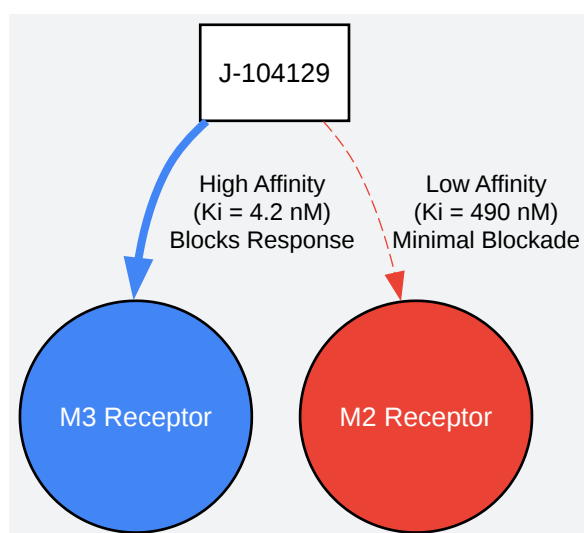 J-104129
High Affinity
(Ki = 4.2 nM)
Blocks Response
Low Affinity
(Ki = 490 nM)
Minimal Blockade
M3 Receptor
M2 Receptor